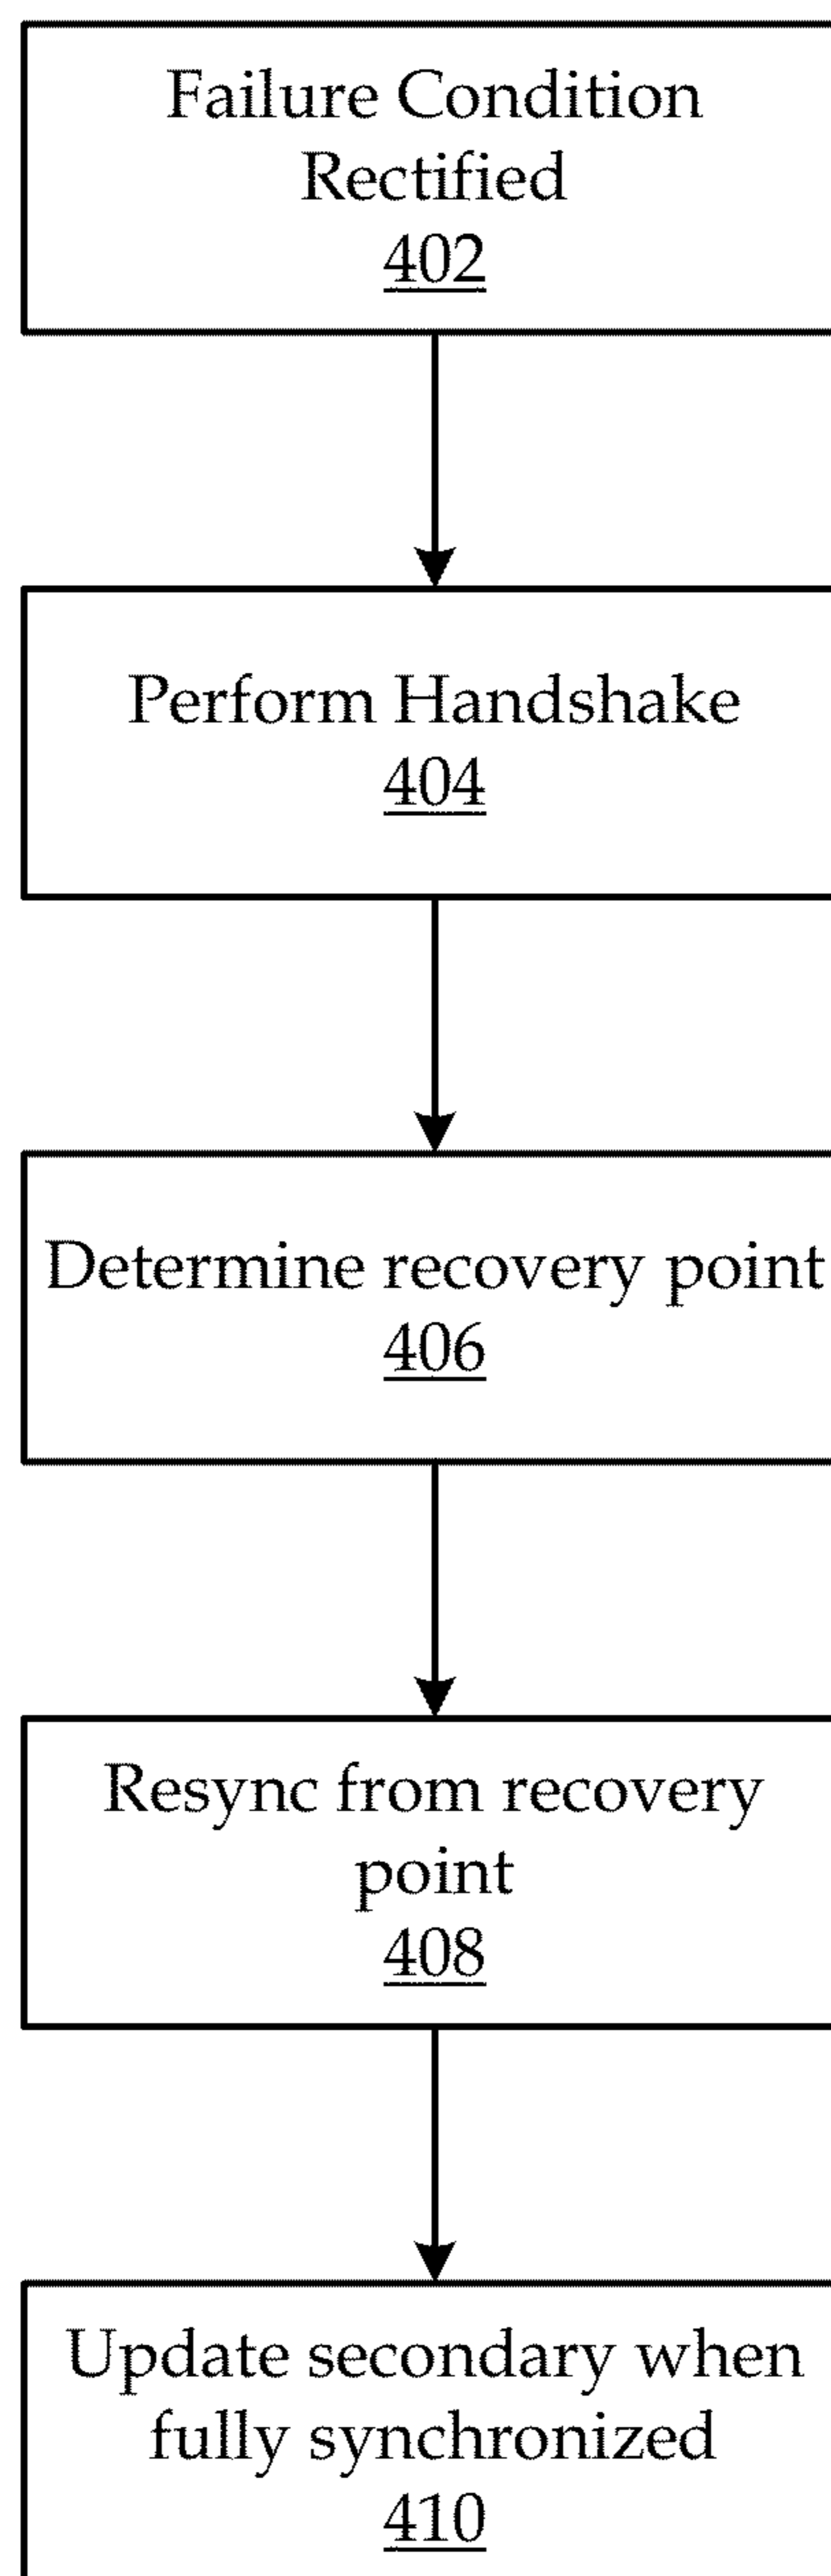 Failure Condition
Rectified
402
Perform Handshake
404
Determine recovery point
406
Resync from recovery
point
408
Update secondary when
fully synchronized
410